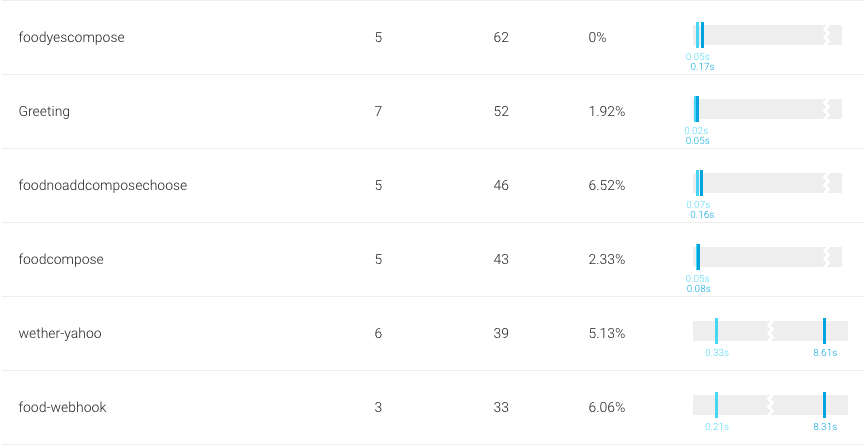 foodyescompose 5 62 0%
0.05s
0.17s
Greeting 7 52 1.92%
0.02s
0.05s
foodnoaddcomposechoose 5 46 6.52%
0.07s
0.16s
foodcompose 5 43 2.33%
0.05s
0.08s
wether-yahoo 6 39 5.13%
0.33s 8.61s
food-webhook 3 33 6.06%
0.21s 8.31s